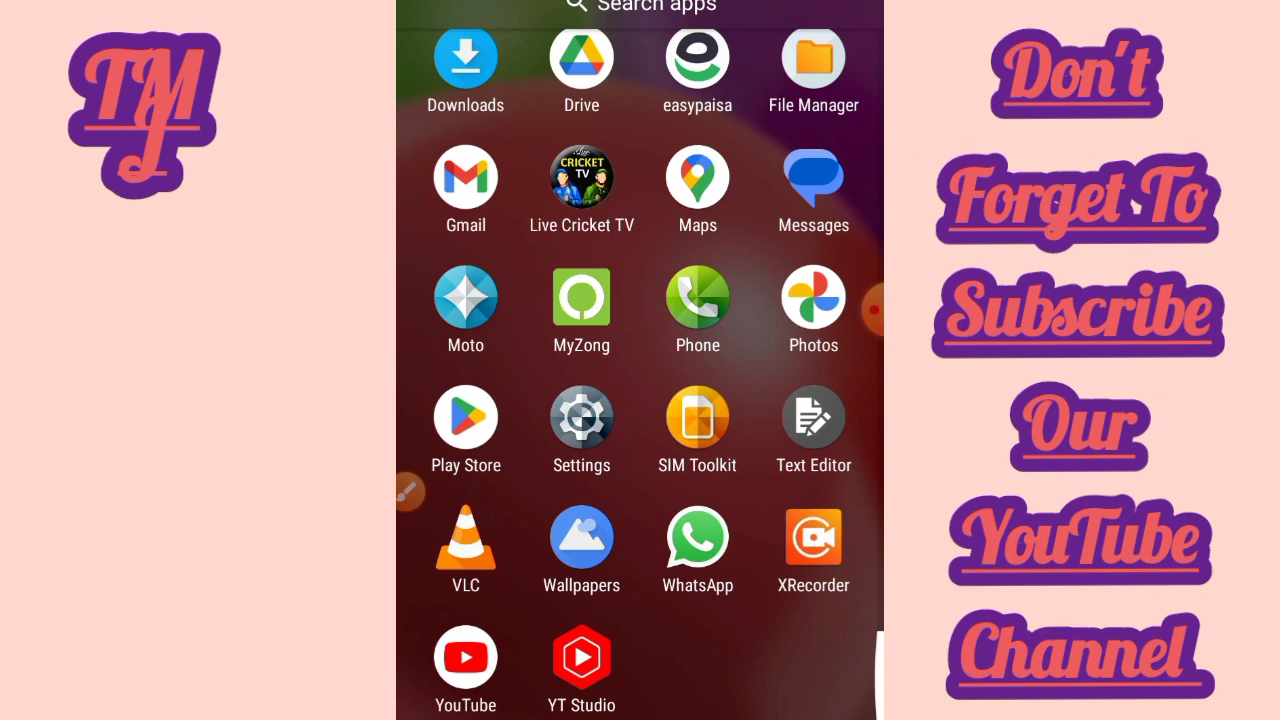 TMJ
Search apps
Downloads Drive easypaisa File Manager
Gmail Live Cricket TV Maps Messages
Moto MyZong Phone Photos
Play Store Settings SIM Toolkit Text Editor
VLC Wallpapers WhatsApp XRecorder
YouTube YT Studio
Live
CRICKET
TV
Don't
Forget To
Subscribe
Our
YouTube
Channel